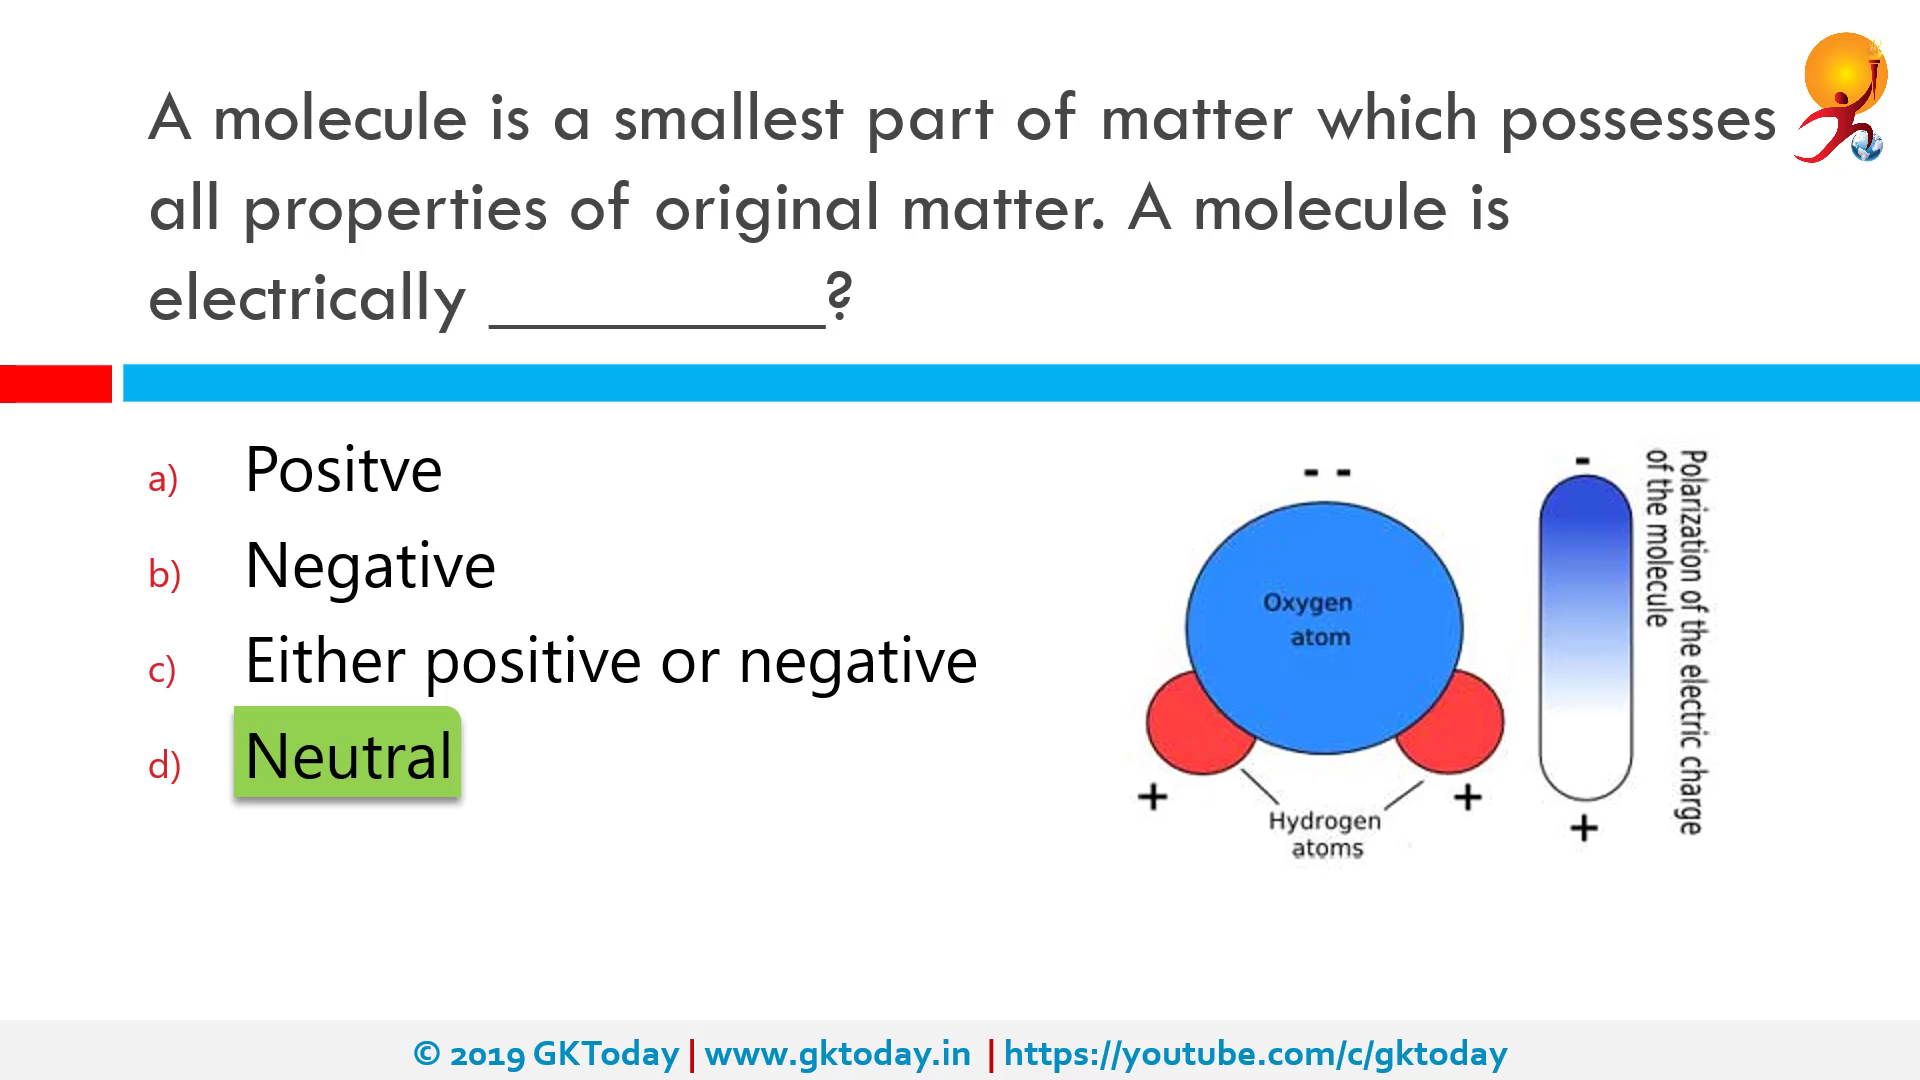 A molecule is a smallest part of matter which possesses
all properties of original matter. A molecule is
electrically __________?
a) Positve
b) Negative
c) Either positive or negative
d) Neutral
- -
Oxygen
atom
+ +
Hydrogen
atoms
-
+
Polarization of the electric charge
of the molecule
© 2019 GKToday | www.gktoday.in | https://youtube.com/c/gktoday